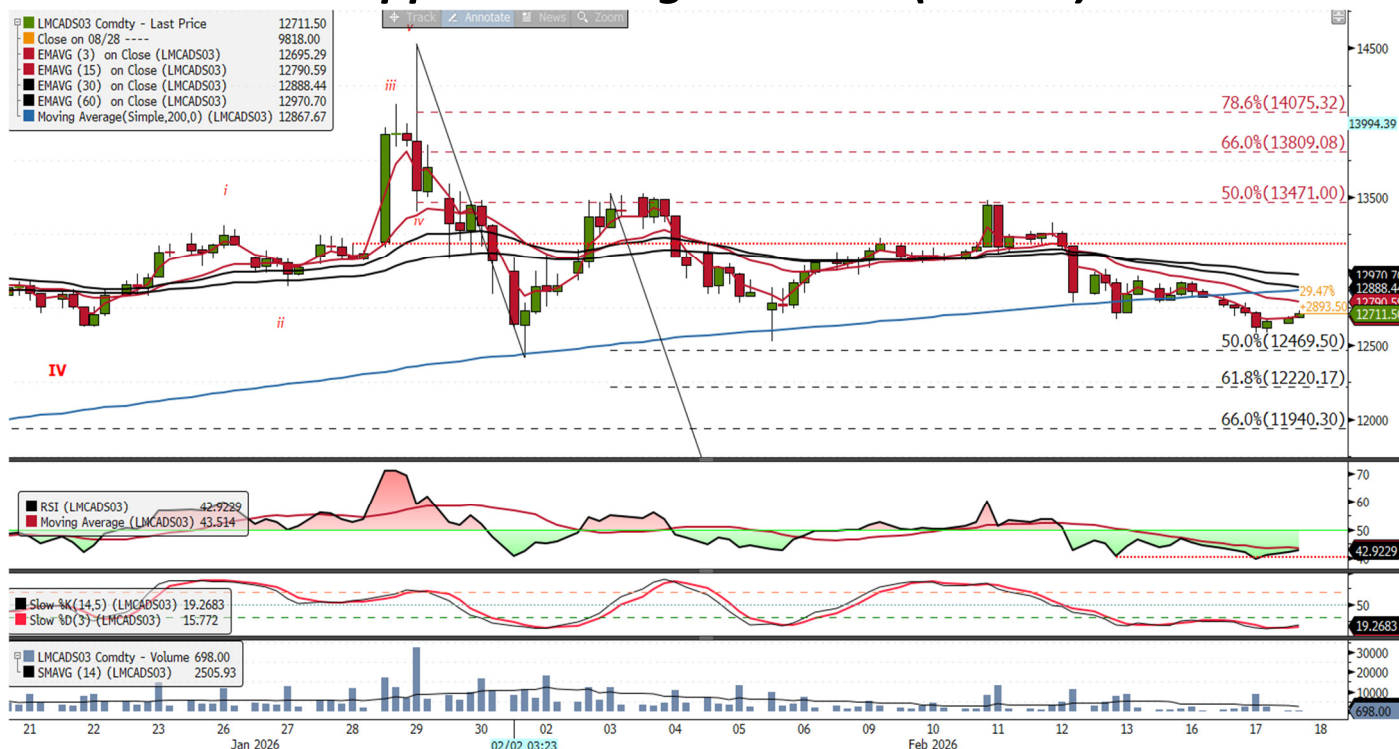 LMCADS03 Comdty - Last Price 12711.50
Close on 08/28 ---- 9818.00
EMAVG (3) on Close (LMCADS03) 12695.29
EMAVG (15) on Close (LMCADS03) 12790.59
EMAVG (30) on Close (LMCADS03) 12888.44
EMAVG (60) on Close (LMCADS03) 12970.70
Moving Average(Simple,200,0) (LMCADS03) 12867.67
Track Annotate News Zoom
v
iii
i
iv
ii
IV
78.6%(14075.32)
66.0%(13809.08)
50.0%(13471.00)
29.47%
+2893.50
50.0%(12469.50)
61.8%(12220.17)
66.0%(11940.30)
14500
13994.39
13500
12970.70
12888.44
12790.59
12711.50
12500
12000
RSI (LMCADS03) 42.9229
Moving Average (LMCADS03) 43.514
70
60
50
42.9229
40
Slow %K(14,5) (LMCADS03) 19.2683
Slow %D(3) (LMCADS03) 15.772
50
19.2683
LMCADS03 Comdty - Volume 698.00
SMAVG (14) (LMCADS03) 2505.93
30000
20000
10000
698.00
21 22 23 26 27 28 29 30 02 03 04 05 06 09 10 11 12 13 16 17 18
Jan 2026 02/02 03:23 Feb 2026